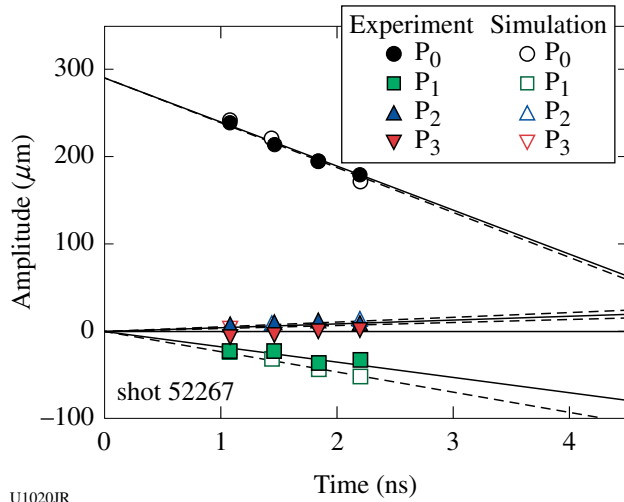 Experiment Simulation
P0 P0
P1 P1
P2 P2
P3 P3
300
200
100
0
−100
Amplitude (μm)
shot 52267
0 1 2 3 4
Time (ns)
U1020JR